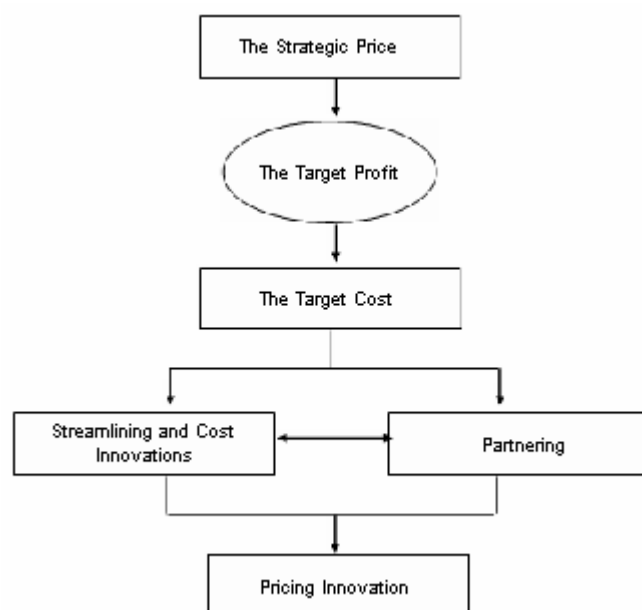 The Strategic Price
The Target Profit
The Target Cost
Streamlining and Cost
Innovations
Partnering
Pricing Innovation